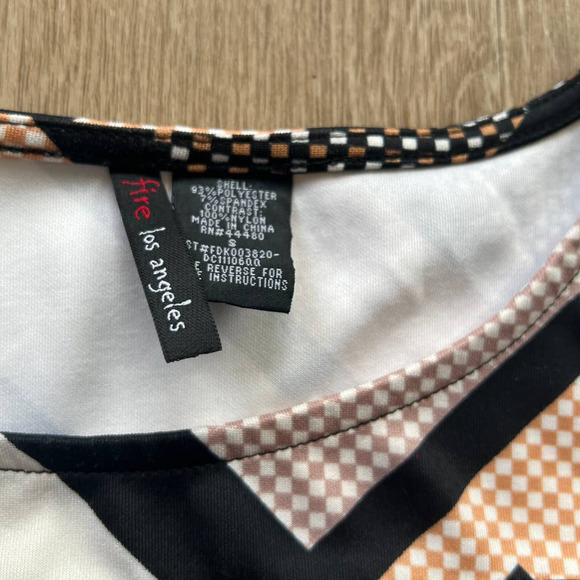 fire los angeles
SHELL:
93%POLYESTER
7%SPANDEX
CONTRAST:
100%NYLON
MADE IN CHINA
RN#44480
S
ST#FDK003820-
DC11106QQ
REVERSE FOR
INSTRUCTIONS